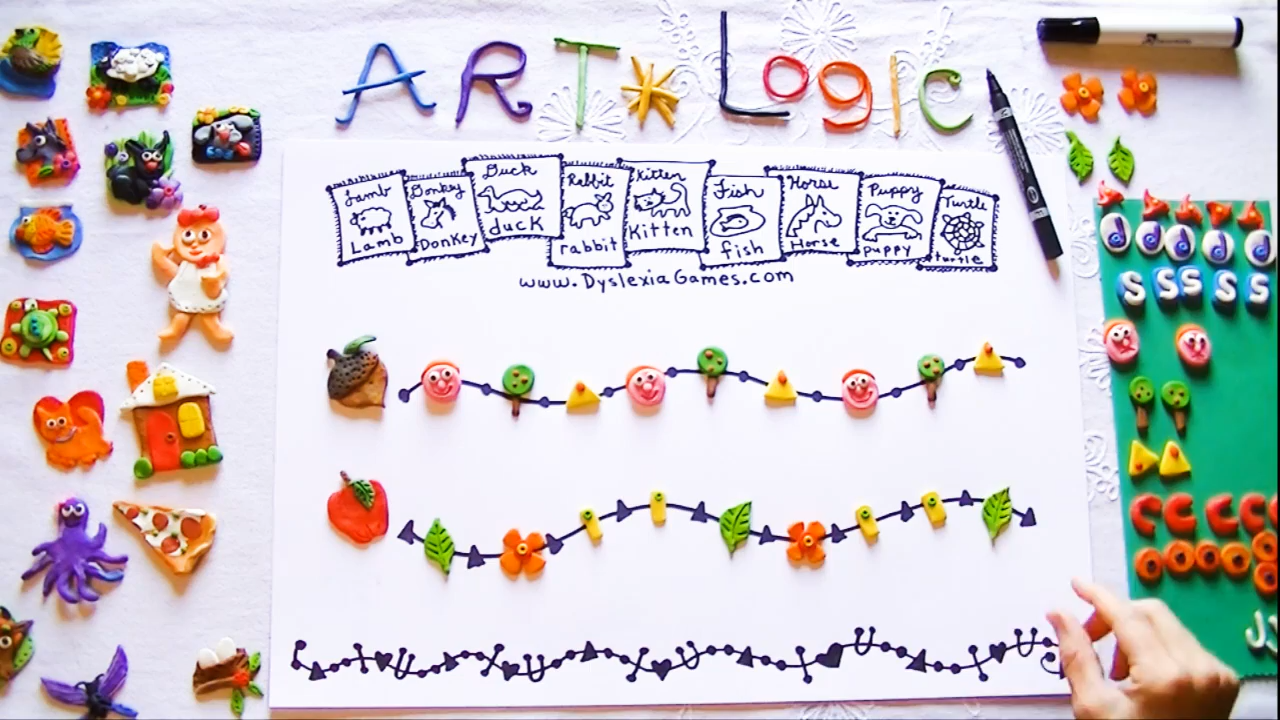 ART * Logic
Lamb
Lamb
Donkey
Donkey
Duck
duck
Rabbit
rabbit
Kitten
Kitten
Fish
fish
Horse
Horse
Puppy
puppy
Turtle
turtle
www.DyslexiaGames.com
d d d d d
S S S S S
C C C C